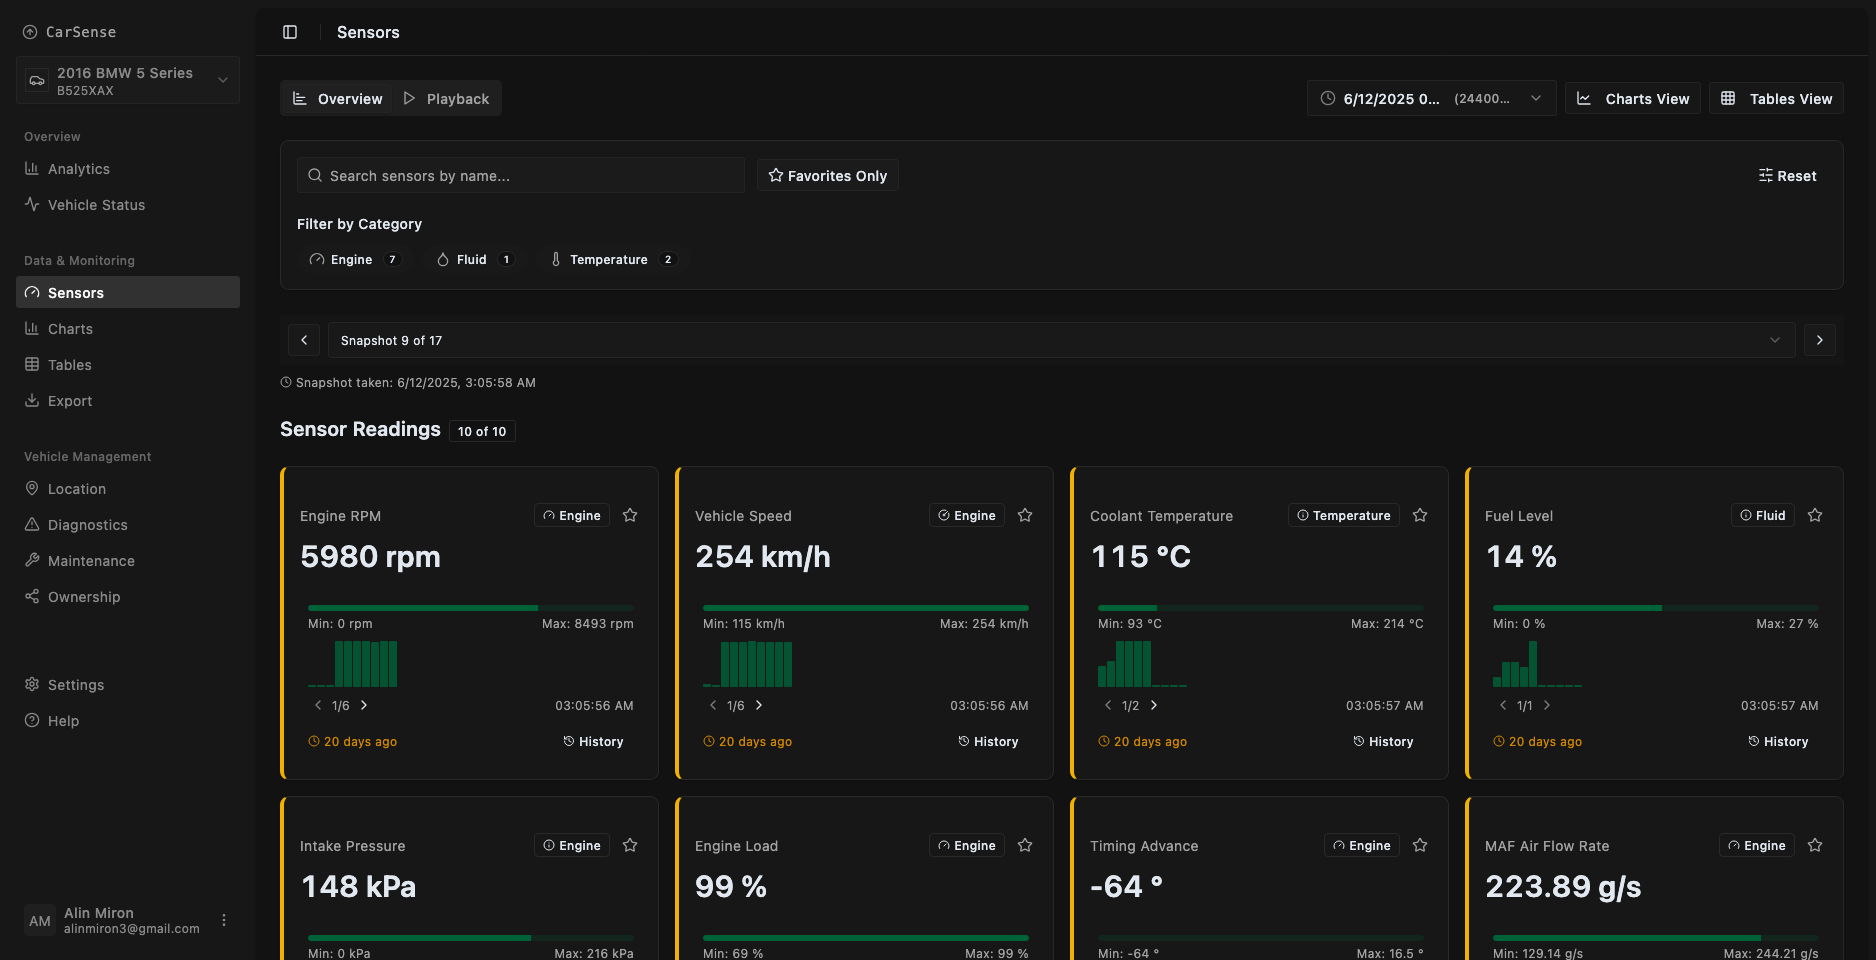 CarSense
2016 BMW 5 Series
B525XAX
Overview
Analytics
Vehicle Status
Data & Monitoring
Sensors
Charts
Tables
Export
Vehicle Management
Location
Diagnostics
Maintenance
Ownership
Settings
Help
AM
Alin Miron
alinmiron3@gmail.com
Sensors
Overview
Playback
6/12/2025 0... (24400...
Charts View
Tables View
Search sensors by name...
Favorites Only
Reset
Filter by Category
Engine 7
Fluid 1
Temperature 2
Snapshot 9 of 17
Snapshot taken: 6/12/2025, 3:05:58 AM
Sensor Readings 10 of 10
Engine RPM
Engine
5980 rpm
Min: 0 rpm
Max: 8493 rpm
1/6
03:05:56 AM
20 days ago
History
Vehicle Speed
Engine
254 km/h
Min: 115 km/h
Max: 254 km/h
1/6
03:05:56 AM
20 days ago
History
Coolant Temperature
Temperature
115 °C
Min: 93 °C
Max: 214 °C
1/2
03:05:57 AM
20 days ago
History
Fuel Level
Fluid
14 %
Min: 0 %
Max: 27 %
1/1
03:05:57 AM
20 days ago
History
Intake Pressure
Engine
148 kPa
Min: 0 kPa
Max: 216 kPa
Engine Load
Engine
99 %
Min: 69 %
Max: 99 %
Timing Advance
Engine
-64 °
Min: -64 °
Max: 16.5 °
MAF Air Flow Rate
Engine
223.89 g/s
Min: 129.14 g/s
Max: 244.21 g/s